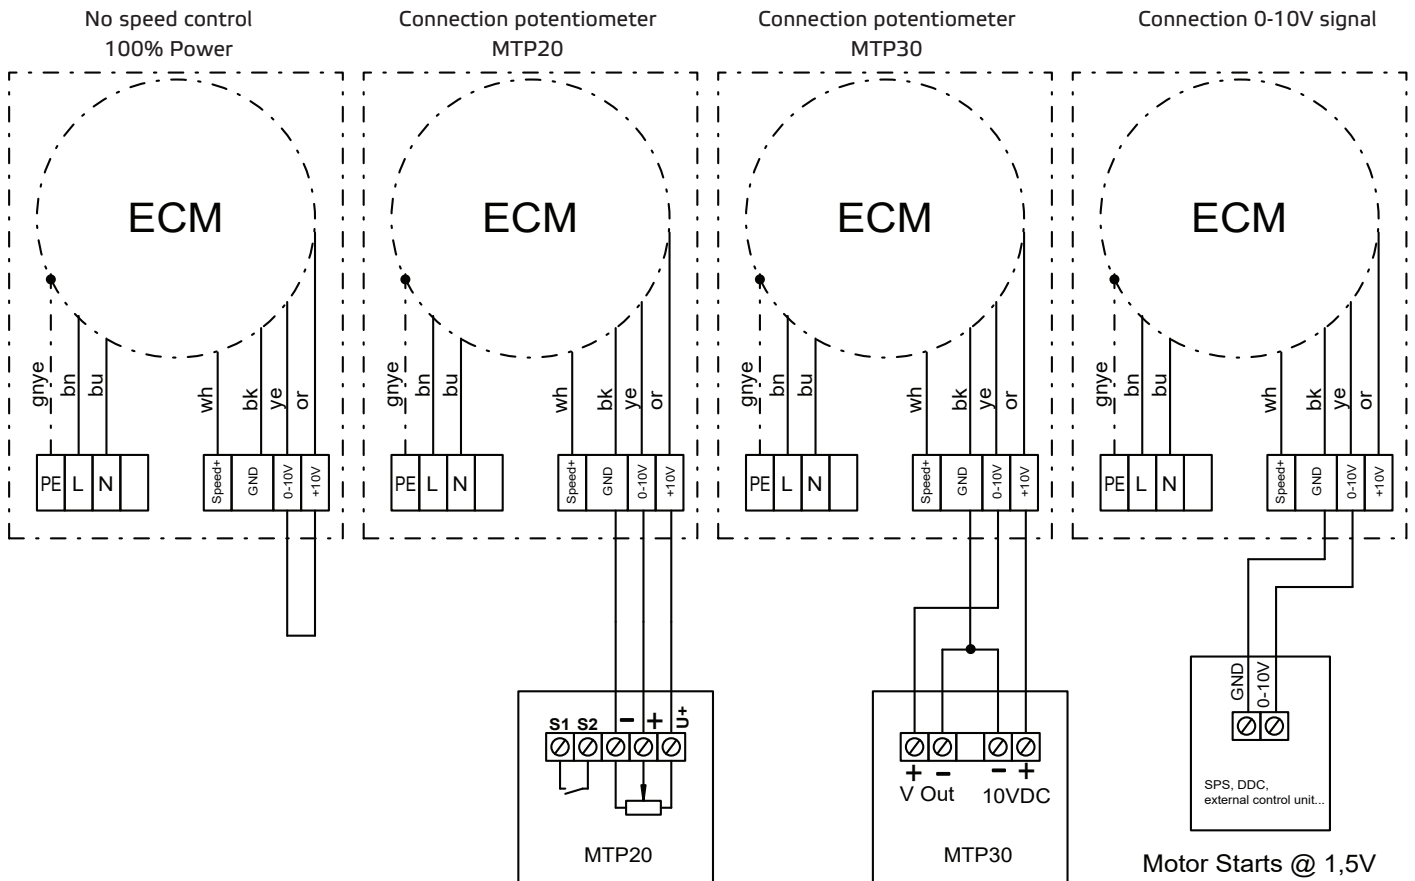 No speed control
100% Power
Connection potentiometer
MTP20
Connection potentiometer
MTP30
Connection 0-10V signal
ECM
ECM
ECM
ECM
gnye bn bu wh bk ye or
gnye bn bu wh bk ye or
gnye bn bu wh bk ye or
gnye bn bu wh bk ye or
PE L N Speed+ GND 0-10V +10V
PE L N Speed+ GND 0-10V +10V
PE L N Speed+ GND 0-10V +10V
PE L N Speed+ GND 0-10V +10V
S1 S2 − + U+
MTP20
+ − − +
V Out 10VDC
MTP30
GND 0-10V
SPS, DDC,
external control unit...
Motor Starts @ 1,5V